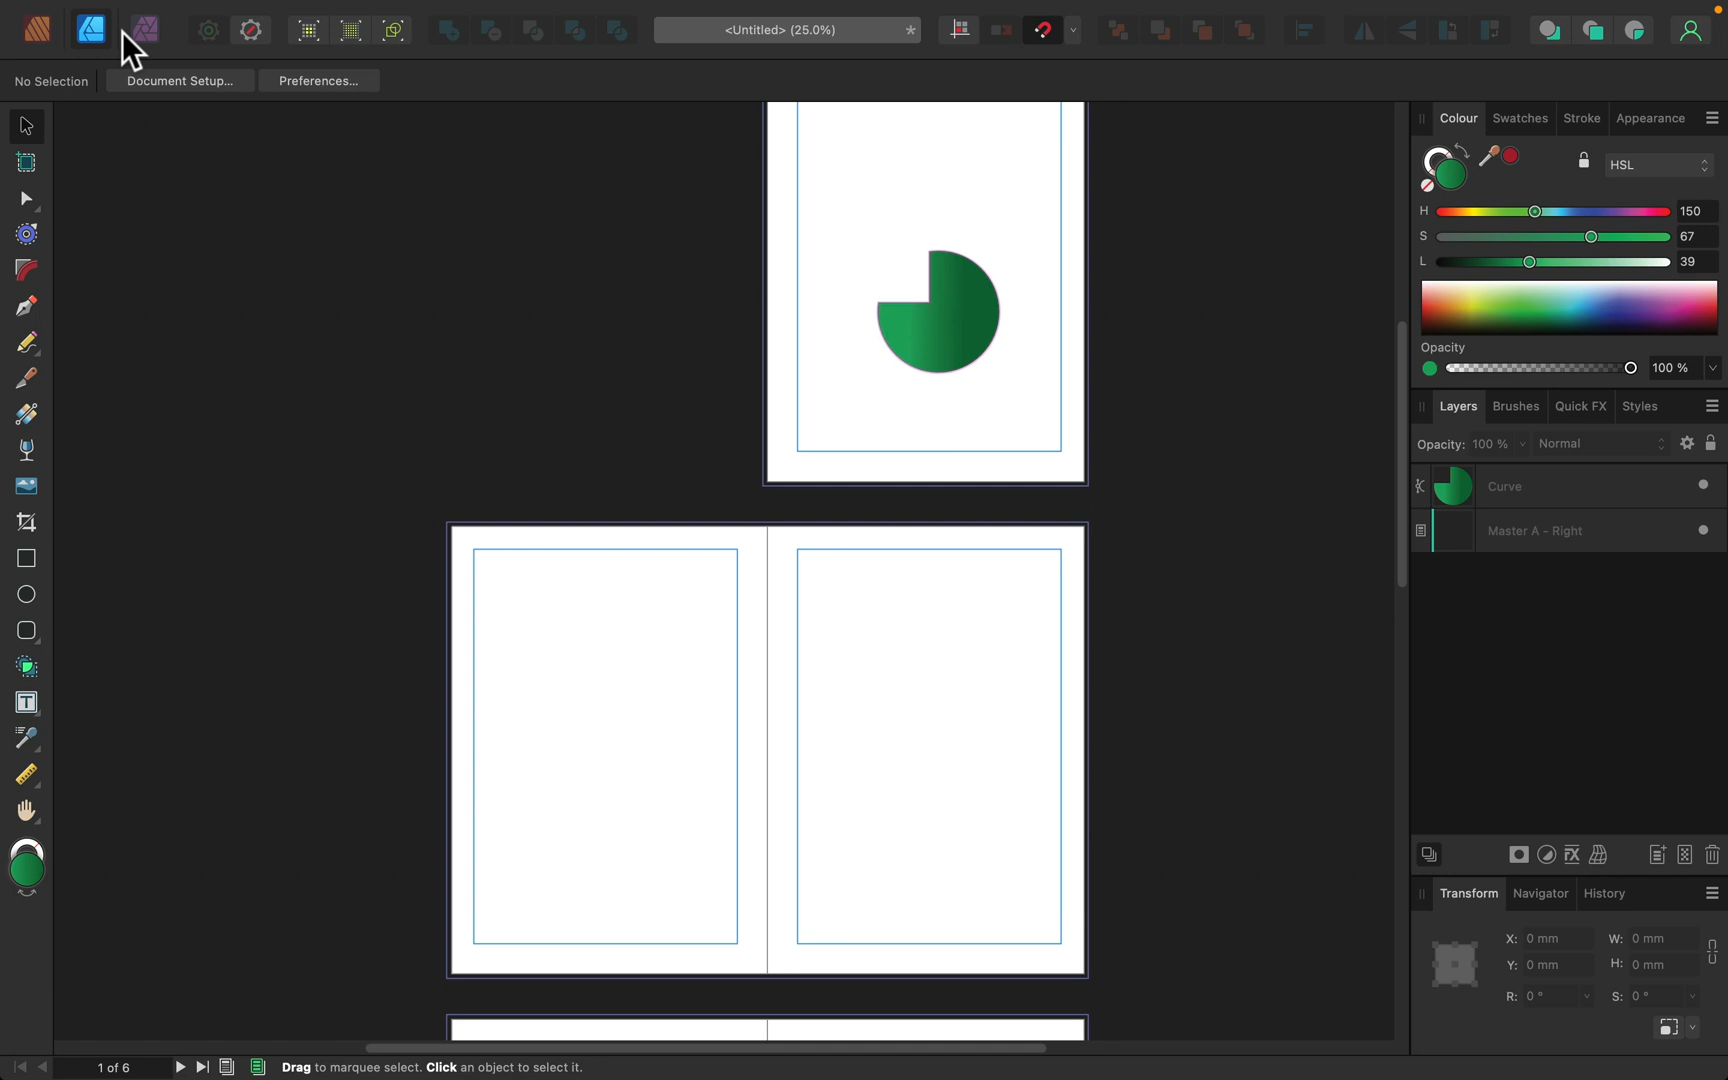 <Untitled> (25.0%)
*
No Selection
Document Setup...
Preferences...
Colour
Swatches
Stroke
Appearance
HSL
H
150
S
67
L
39
Opacity
100 %
Layers
Brushes
Quick FX
Styles
Opacity:
100 %
Normal
Curve
Master A - Right
Transform
Navigator
History
X:
0 mm
W:
0 mm
Y:
0 mm
H:
0 mm
R:
0 °
S:
0 °
1 of 6
Drag to marquee select. Click an object to select it.